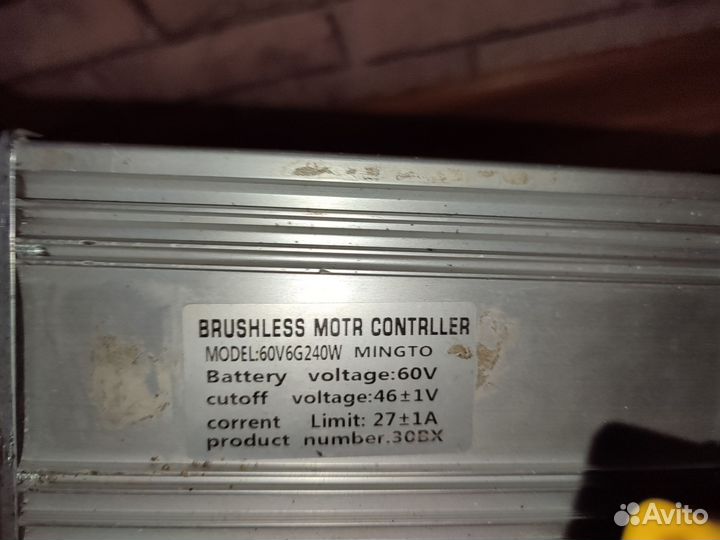 BRUSHLESS MOTR CONTRLLER
MODEL:60V6G240W MINGTO
Battery voltage:60V
cutoff voltage:46±1V
corrent Limit: 27±1A
product number.30BX
Avito